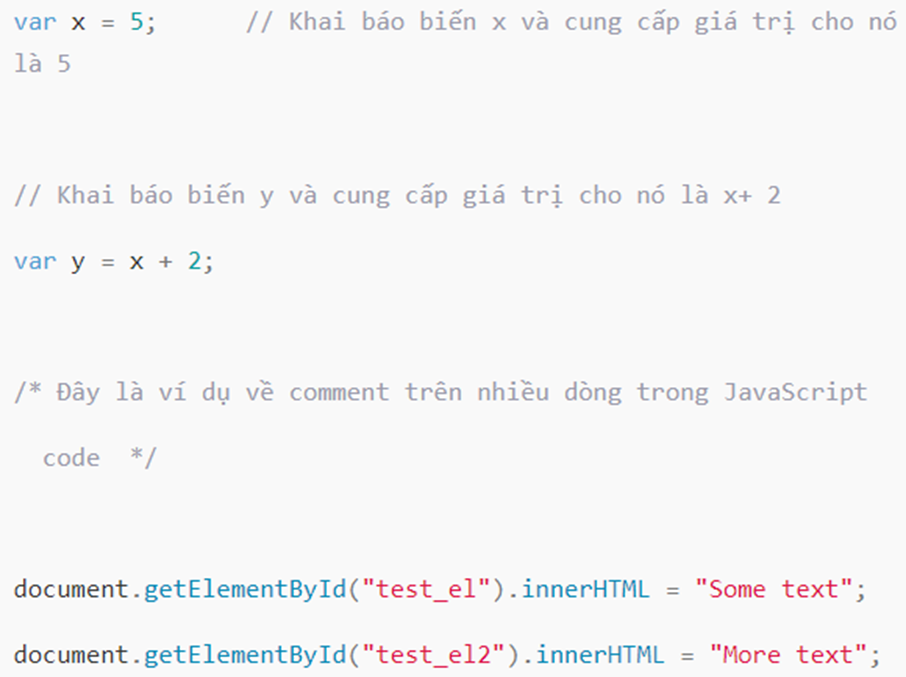 var x = 5;      // Khai báo biến x và cung cấp giá trị cho nó
là 5
// Khai báo biến y và cung cấp giá trị cho nó là x+ 2
var y = x + 2;
/* Đây là ví dụ về comment trên nhiều dòng trong JavaScript
  code  */
document.getElementById("test_el").innerHTML = "Some text";
document.getElementById("test_el2").innerHTML = "More text";